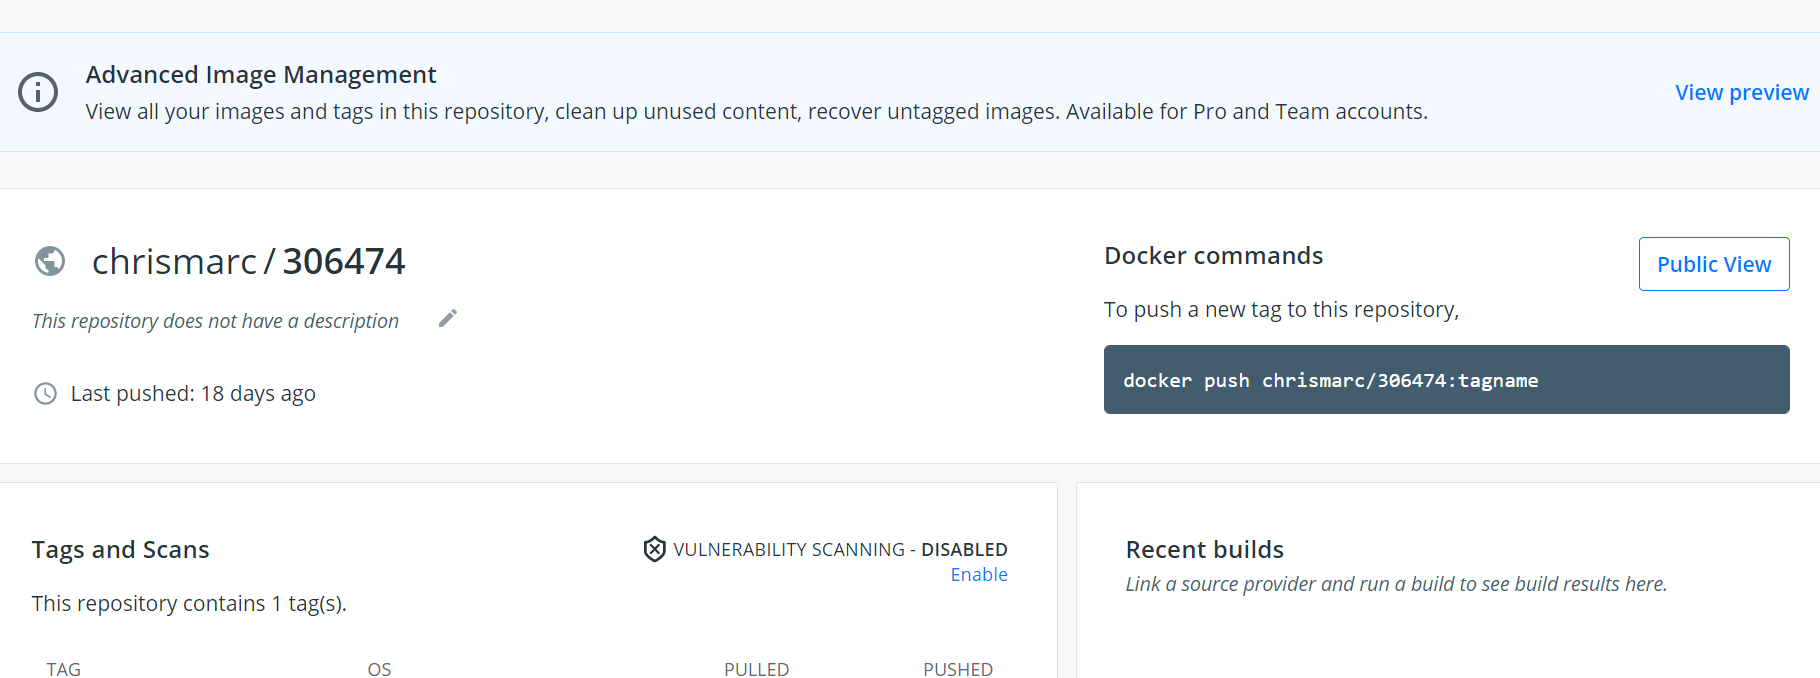 Advanced Image Management
View all your images and tags in this repository, clean up unused content, recover untagged images. Available for Pro and Team accounts.
View preview
chrismarc / 306474
This repository does not have a description
Last pushed: 18 days ago
Docker commands
Public View
To push a new tag to this repository,
docker push chrismarc/306474:tagname
Tags and Scans
VULNERABILITY SCANNING - DISABLED
Enable
This repository contains 1 tag(s).
TAG OS PULLED PUSHED
Recent builds
Link a source provider and run a build to see build results here.